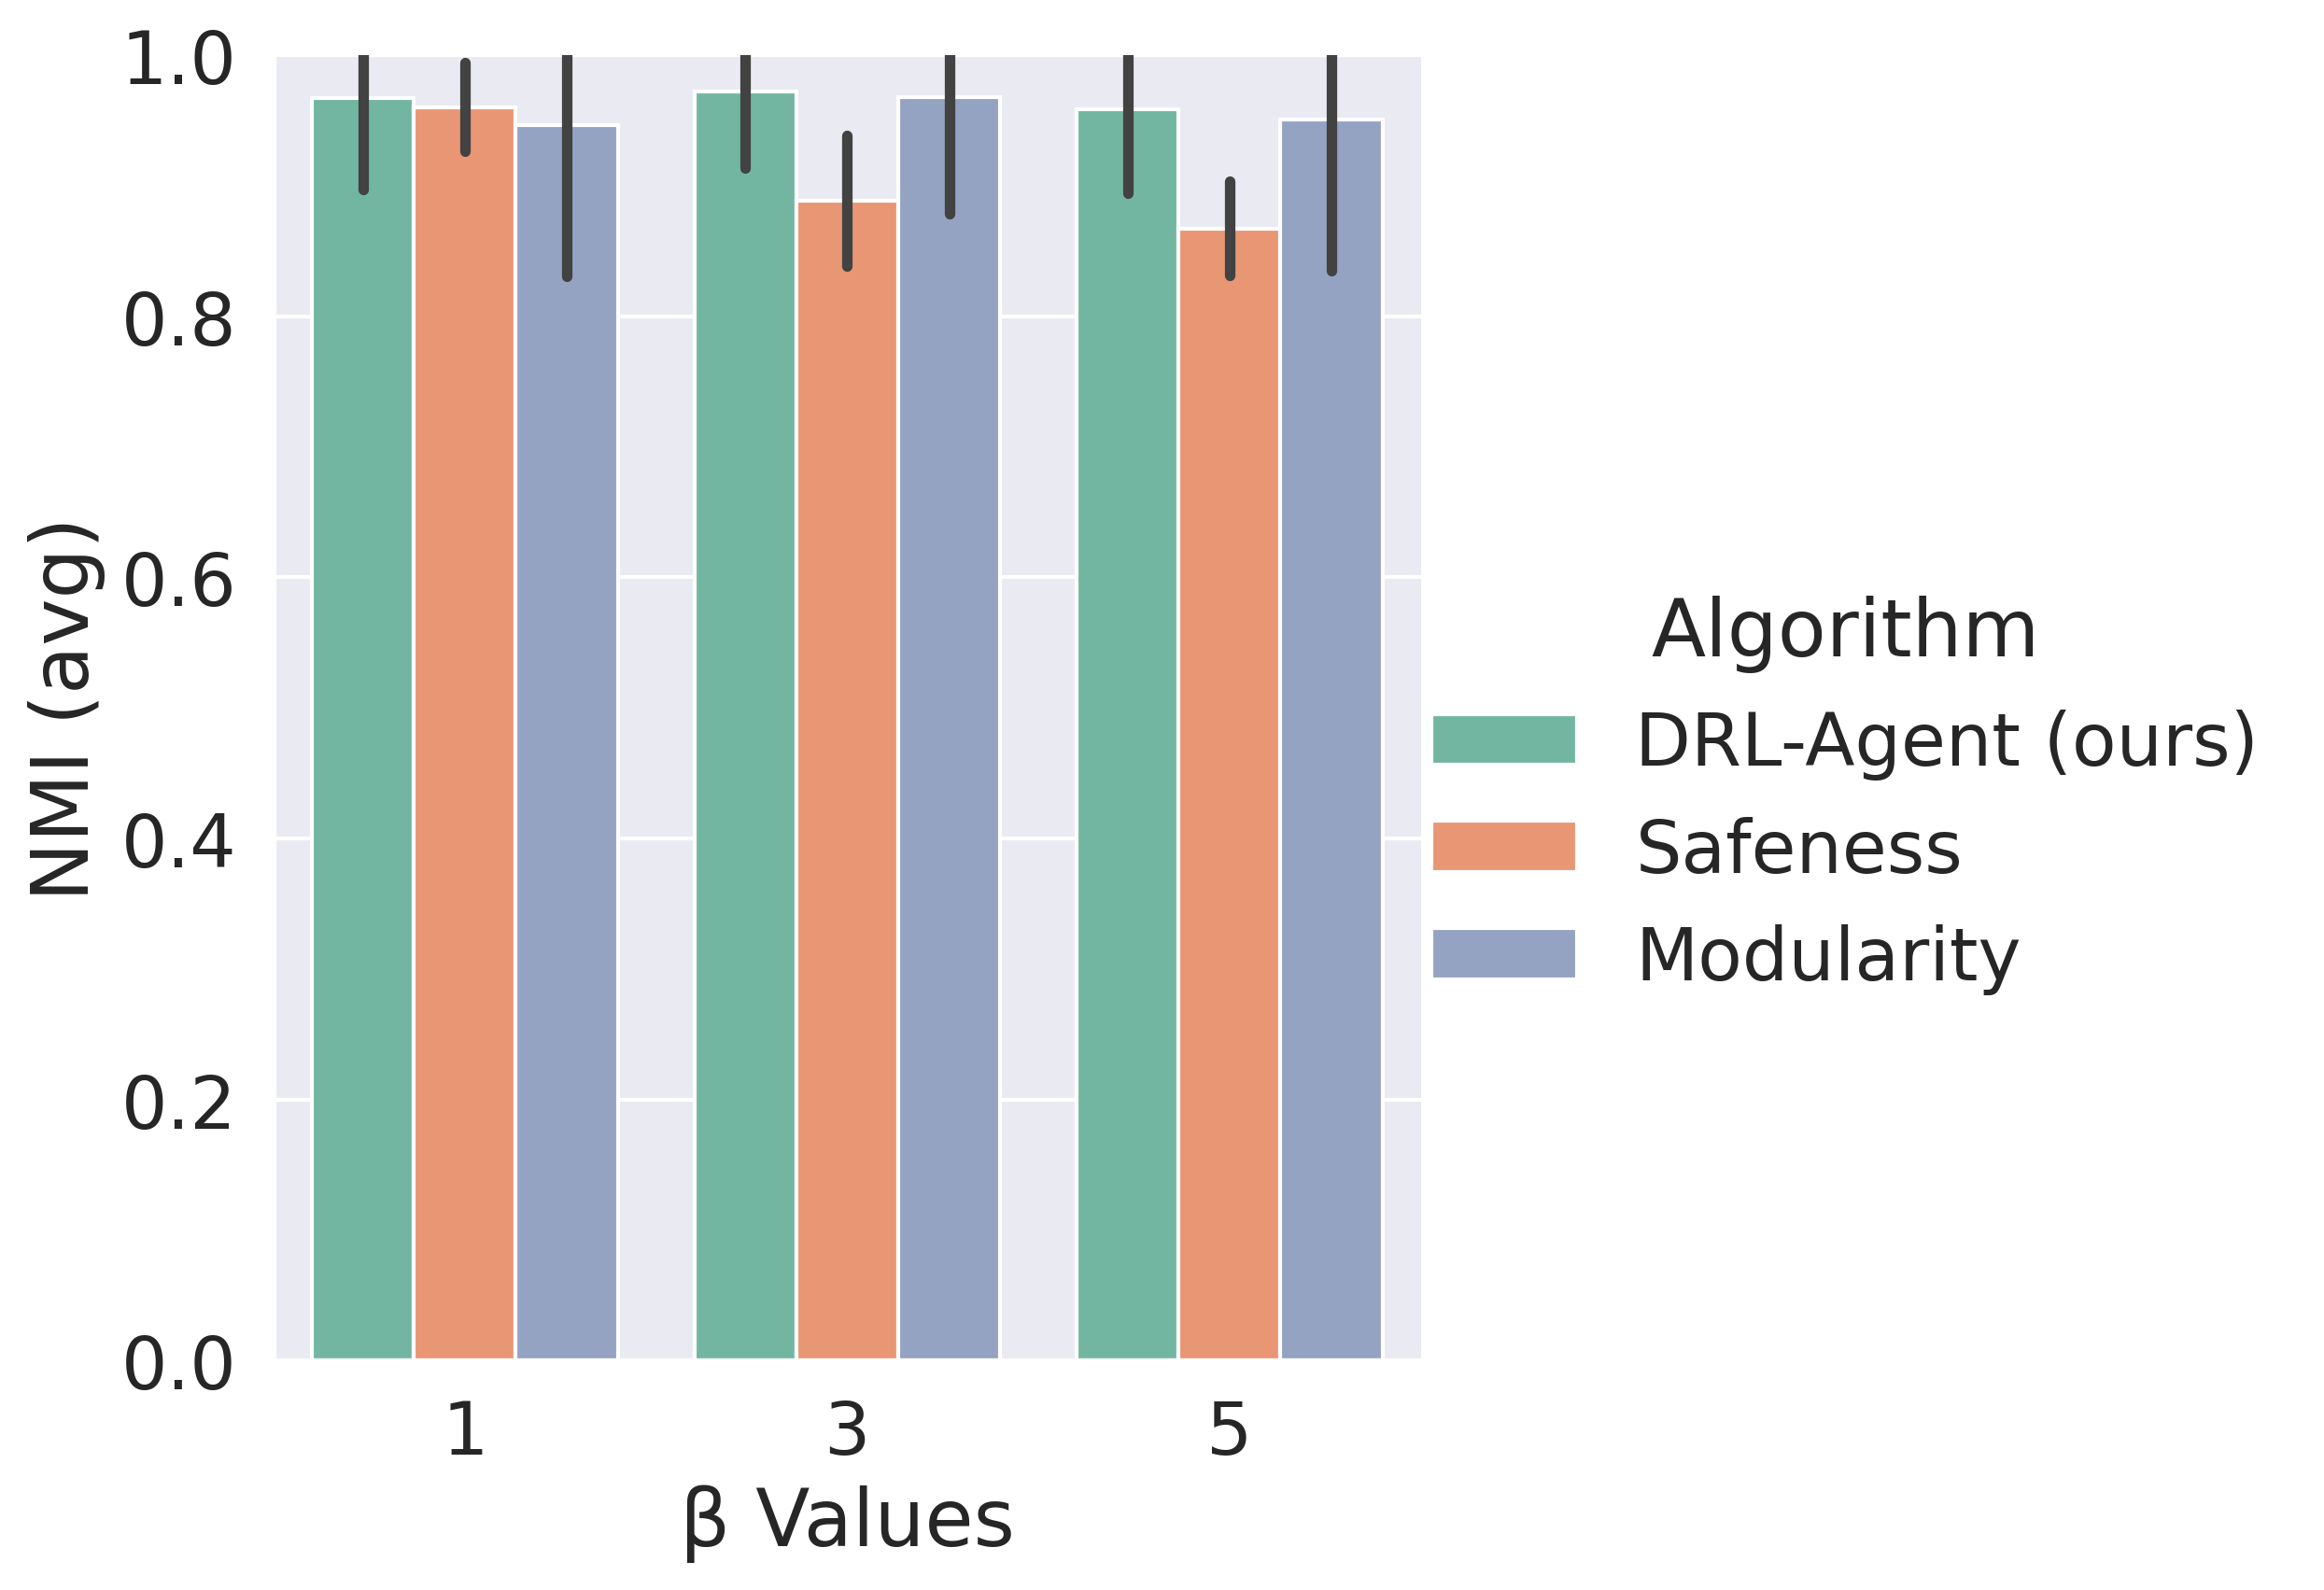 1.0
0.8
0.6
0.4
0.2
0.0
NMI (avg)
1 3 5
β Values
Algorithm
DRL-Agent (ours)
Safeness
Modularity